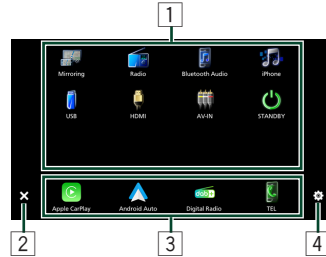 1
Mirroring Radio Bluetooth Audio iPhone
USB HDMI AV-IN STANDBY
dab+
Apple CarPlay Android Auto Digital Radio TEL
2 3 4